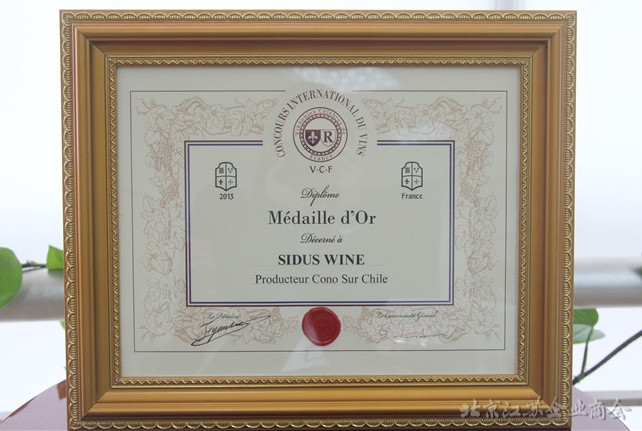 CONCOURS INTERNATIONAL DU VINS
R
V·C·F
2013
France
Diplôme
Médaille d'Or
Décerné à
SIDUS WINE
Producteur Cono Sur Chile
Le Président
Le Commissaire Général
北京江苏企业商会